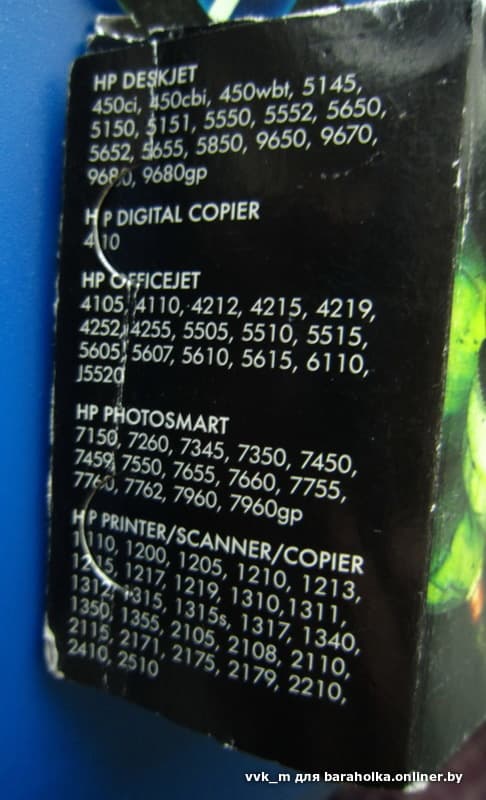 HP DESKJET
450ci, 450cbi, 450wbt, 5145,
5150, 5151, 5550, 5552, 5650,
5652, 5655, 5850, 9650, 9670,
9680, 9680gp
HP DIGITAL COPIER
410
HP OFFICEJET
4105, 4110, 4212, 4215, 4219,
4252, 4255, 5505, 5510, 5515,
5605, 5607, 5610, 5615, 6110,
J5520
HP PHOTOSMART
7150, 7260, 7345, 7350, 7450,
7459, 7550, 7655, 7660, 7755,
7760, 7762, 7960, 7960gp
HP PRINTER/SCANNER/COPIER
1110, 1200, 1205, 1210, 1213,
1215, 1217, 1219, 1310,1311,
1312, 1315, 1315s, 1317, 1340,
1350, 1355, 2105, 2108, 2110,
2115, 2171, 2175, 2179, 2210,
2410, 2510
vvk_m для baraholka.onliner.by